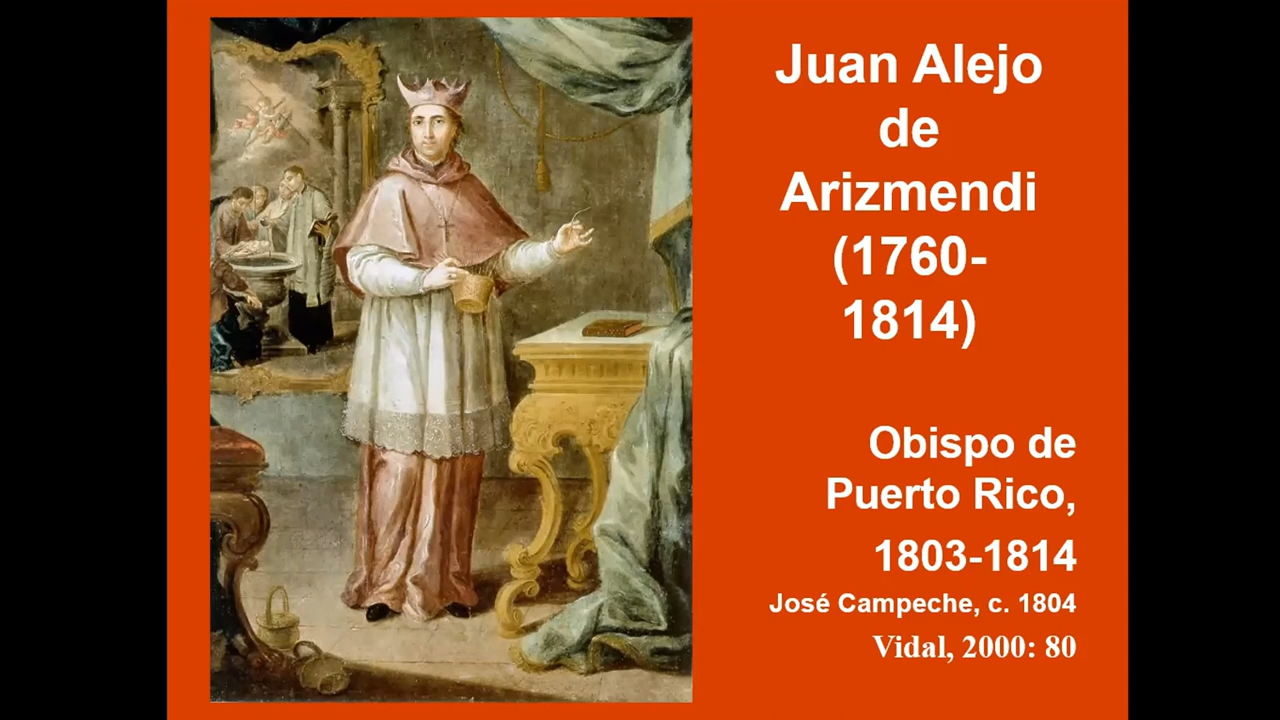 Juan Alejo
de
Arizmendi
(1760-
1814)
Obispo de
Puerto Rico,
1803-1814
José Campeche, c. 1804
Vidal, 2000: 80